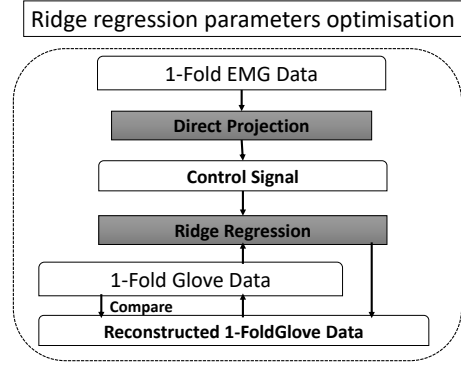 Ridge regression parameters optimisation
1-Fold EMG Data
Direct Projection
Control Signal
Ridge Regression
1-Fold Glove Data
Compare
Reconstructed 1-FoldGlove Data